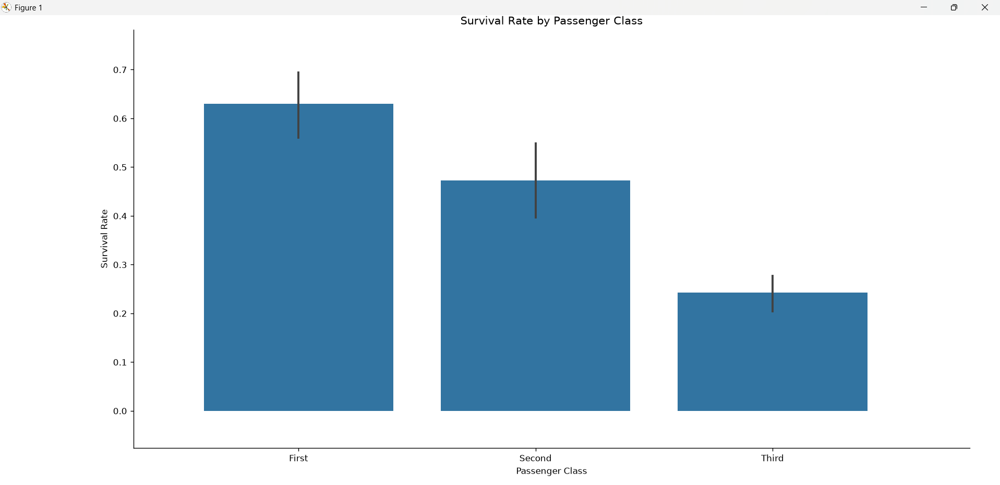 Figure 1
Survival Rate by Passenger Class
0.7
0.6
0.5
0.4
0.3
0.2
0.1
0.0
Survival Rate
First Second Third
Passenger Class